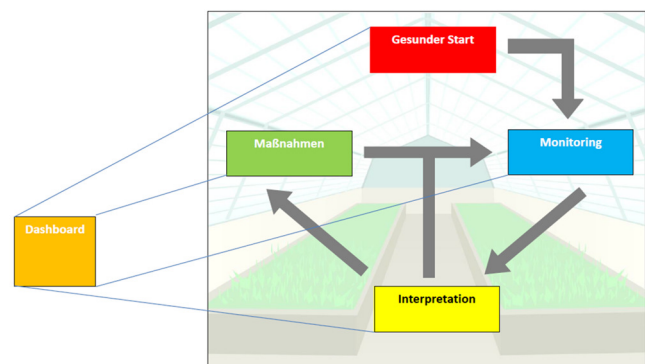 Gesunder Start
Maßnahmen
Monitoring
Dashboard
Interpretation